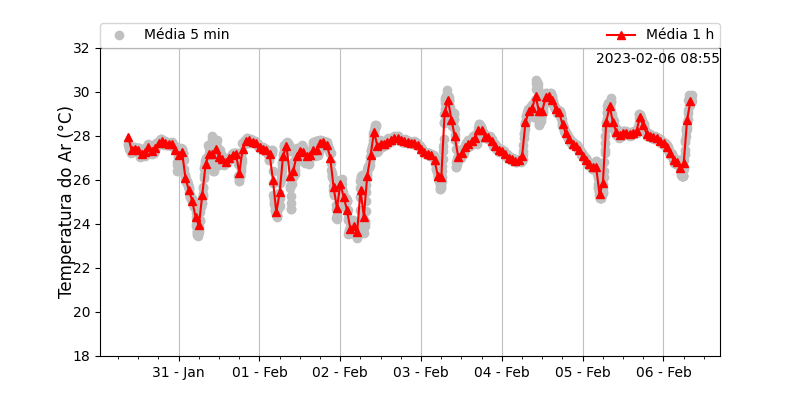 Média 5 min
Média 1 h
2023-02-06 08:55
Temperatura do Ar (°C)
32
30
28
26
24
22
20
18
31 - Jan
01 - Feb
02 - Feb
03 - Feb
04 - Feb
05 - Feb
06 - Feb